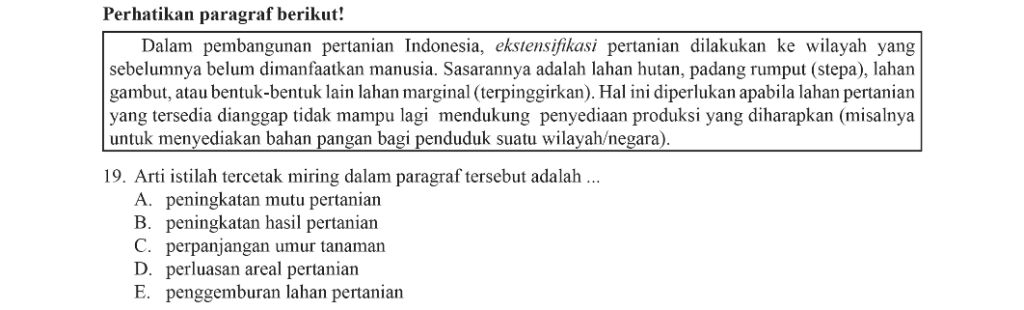 Perhatikan paragraf berikut!
Dalam pembangunan pertanian Indonesia, ekstensifikasi pertanian dilakukan ke wilayah yang
sebelumnya belum dimanfaatkan manusia. Sasarannya adalah lahan hutan, padang rumput (stepa), lahan
gambut, atau bentuk-bentuk lain lahan marginal (terpinggirkan). Hal ini diperlukan apabila lahan pertanian
yang tersedia dianggap tidak mampu lagi mendukung penyediaan produksi yang diharapkan (misalnya
untuk menyediakan bahan pangan bagi penduduk suatu wilayah/negara).
19. Arti istilah tercetak miring dalam paragraf tersebut adalah ...
A. peningkatan mutu pertanian
B. peningkatan hasil pertanian
C. perpanjangan umur tanaman
D. perluasan areal pertanian
E. penggemburan lahan pertanian